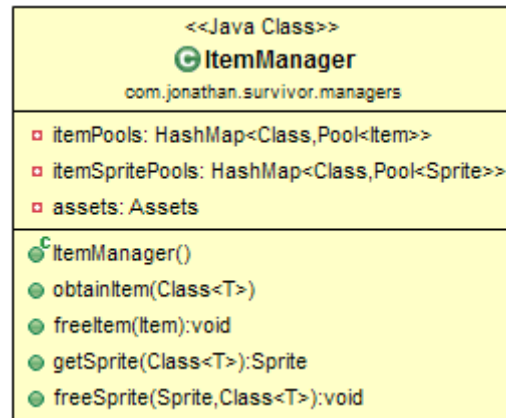 <<Java Class>>
ItemManager
com.jonathan.survivor.managers
itemPools: HashMap<Class,Pool<Item>>
itemSpritePools: HashMap<Class,Pool<Sprite>>
assets: Assets
ItemManager()
obtainItem(Class<T>)
freeItem(Item):void
getSprite(Class<T>):Sprite
freeSprite(Sprite,Class<T>):void